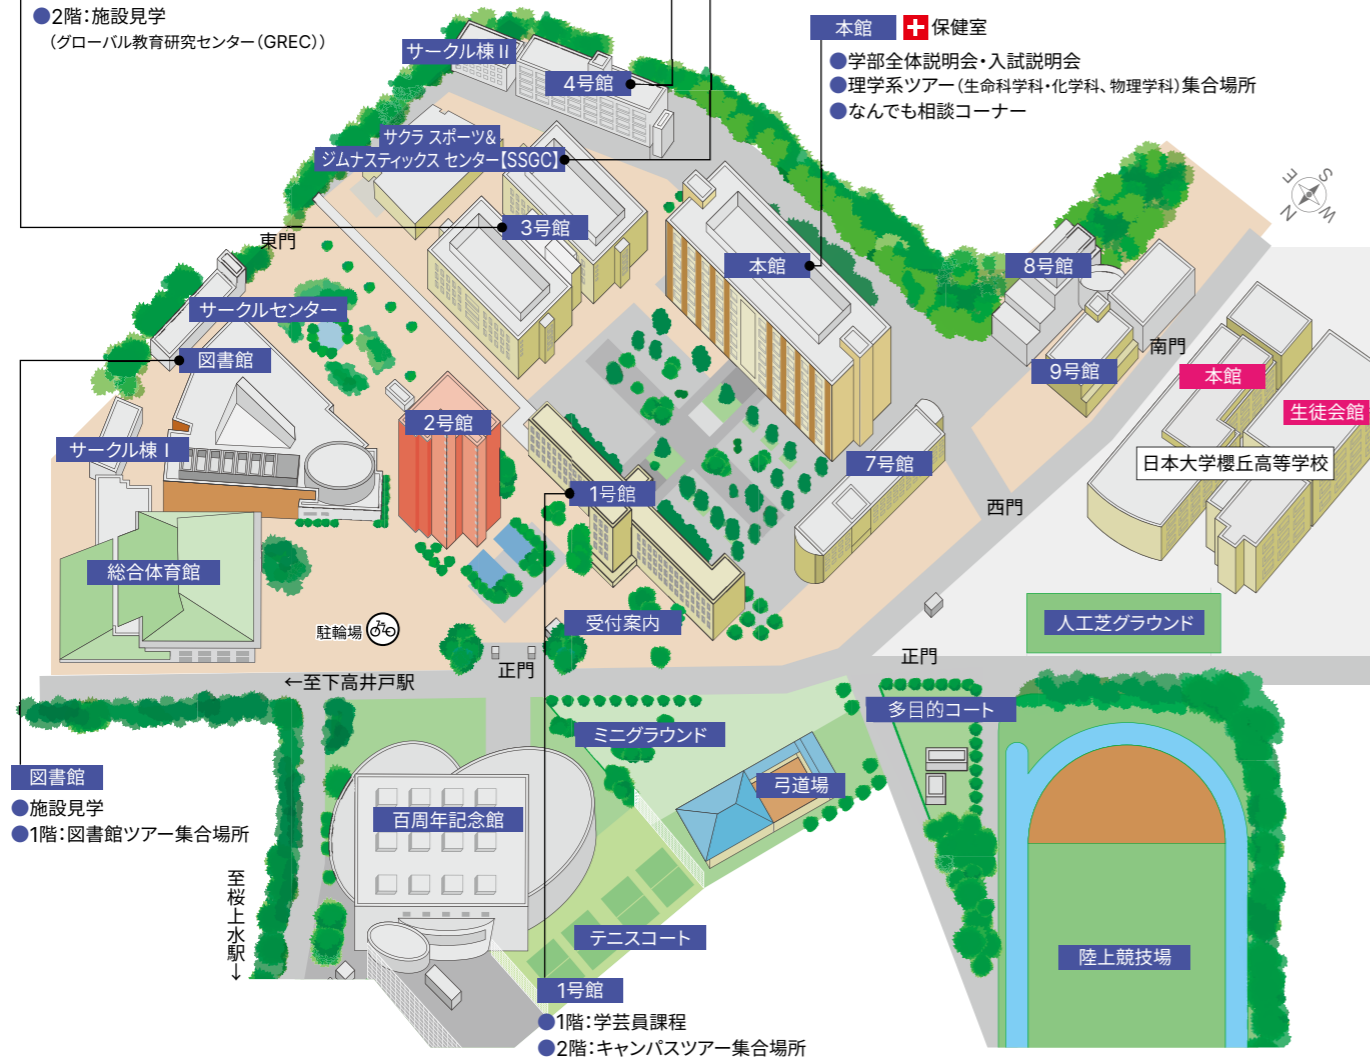 ●2階：施設見学
（グローバル教育研究センター（GREC））
本館 保健室
●学部全体説明会・入試説明会
●理学系ツアー（生命科学科・化学科、物理学科）集合場所
●なんでも相談コーナー
サークル棟Ⅱ
4号館
サクラ スポーツ&
ジムナスティックス センター【SSGC】
3号館
東門
本館
8号館
S
E
N
W
サークルセンター
図書館
9号館
南門
本館
生徒会館
2号館
サークル棟Ⅰ
7号館
日本大学櫻丘高等学校
1号館
西門
総合体育館
駐輪場
受付案内
人工芝グラウンド
正門
正門
←至下高井戸駅
多目的コート
ミニグラウンド
弓道場
図書館
●施設見学
●1階：図書館ツアー集合場所
百周年記念館
至桜上水駅↓
テニスコート
陸上競技場
1号館
●1階：学芸員課程
●2階：キャンパスツアー集合場所